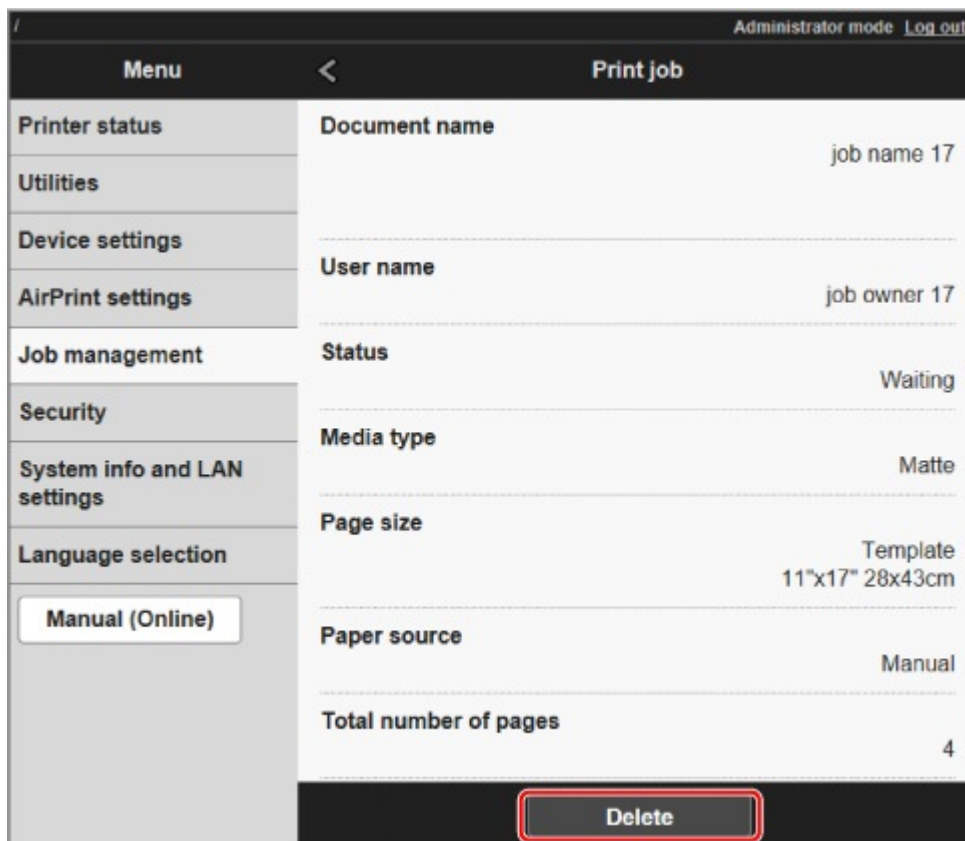 /
Administrator mode Log out
Menu
Print job
Printer status
Utilities
Device settings
AirPrint settings
Job management
Security
System info and LAN
settings
Language selection
Manual (Online)
Document name
job name 17
User name
job owner 17
Status
Waiting
Media type
Matte
Page size
Template
11"x17" 28x43cm
Paper source
Manual
Total number of pages
4
Delete